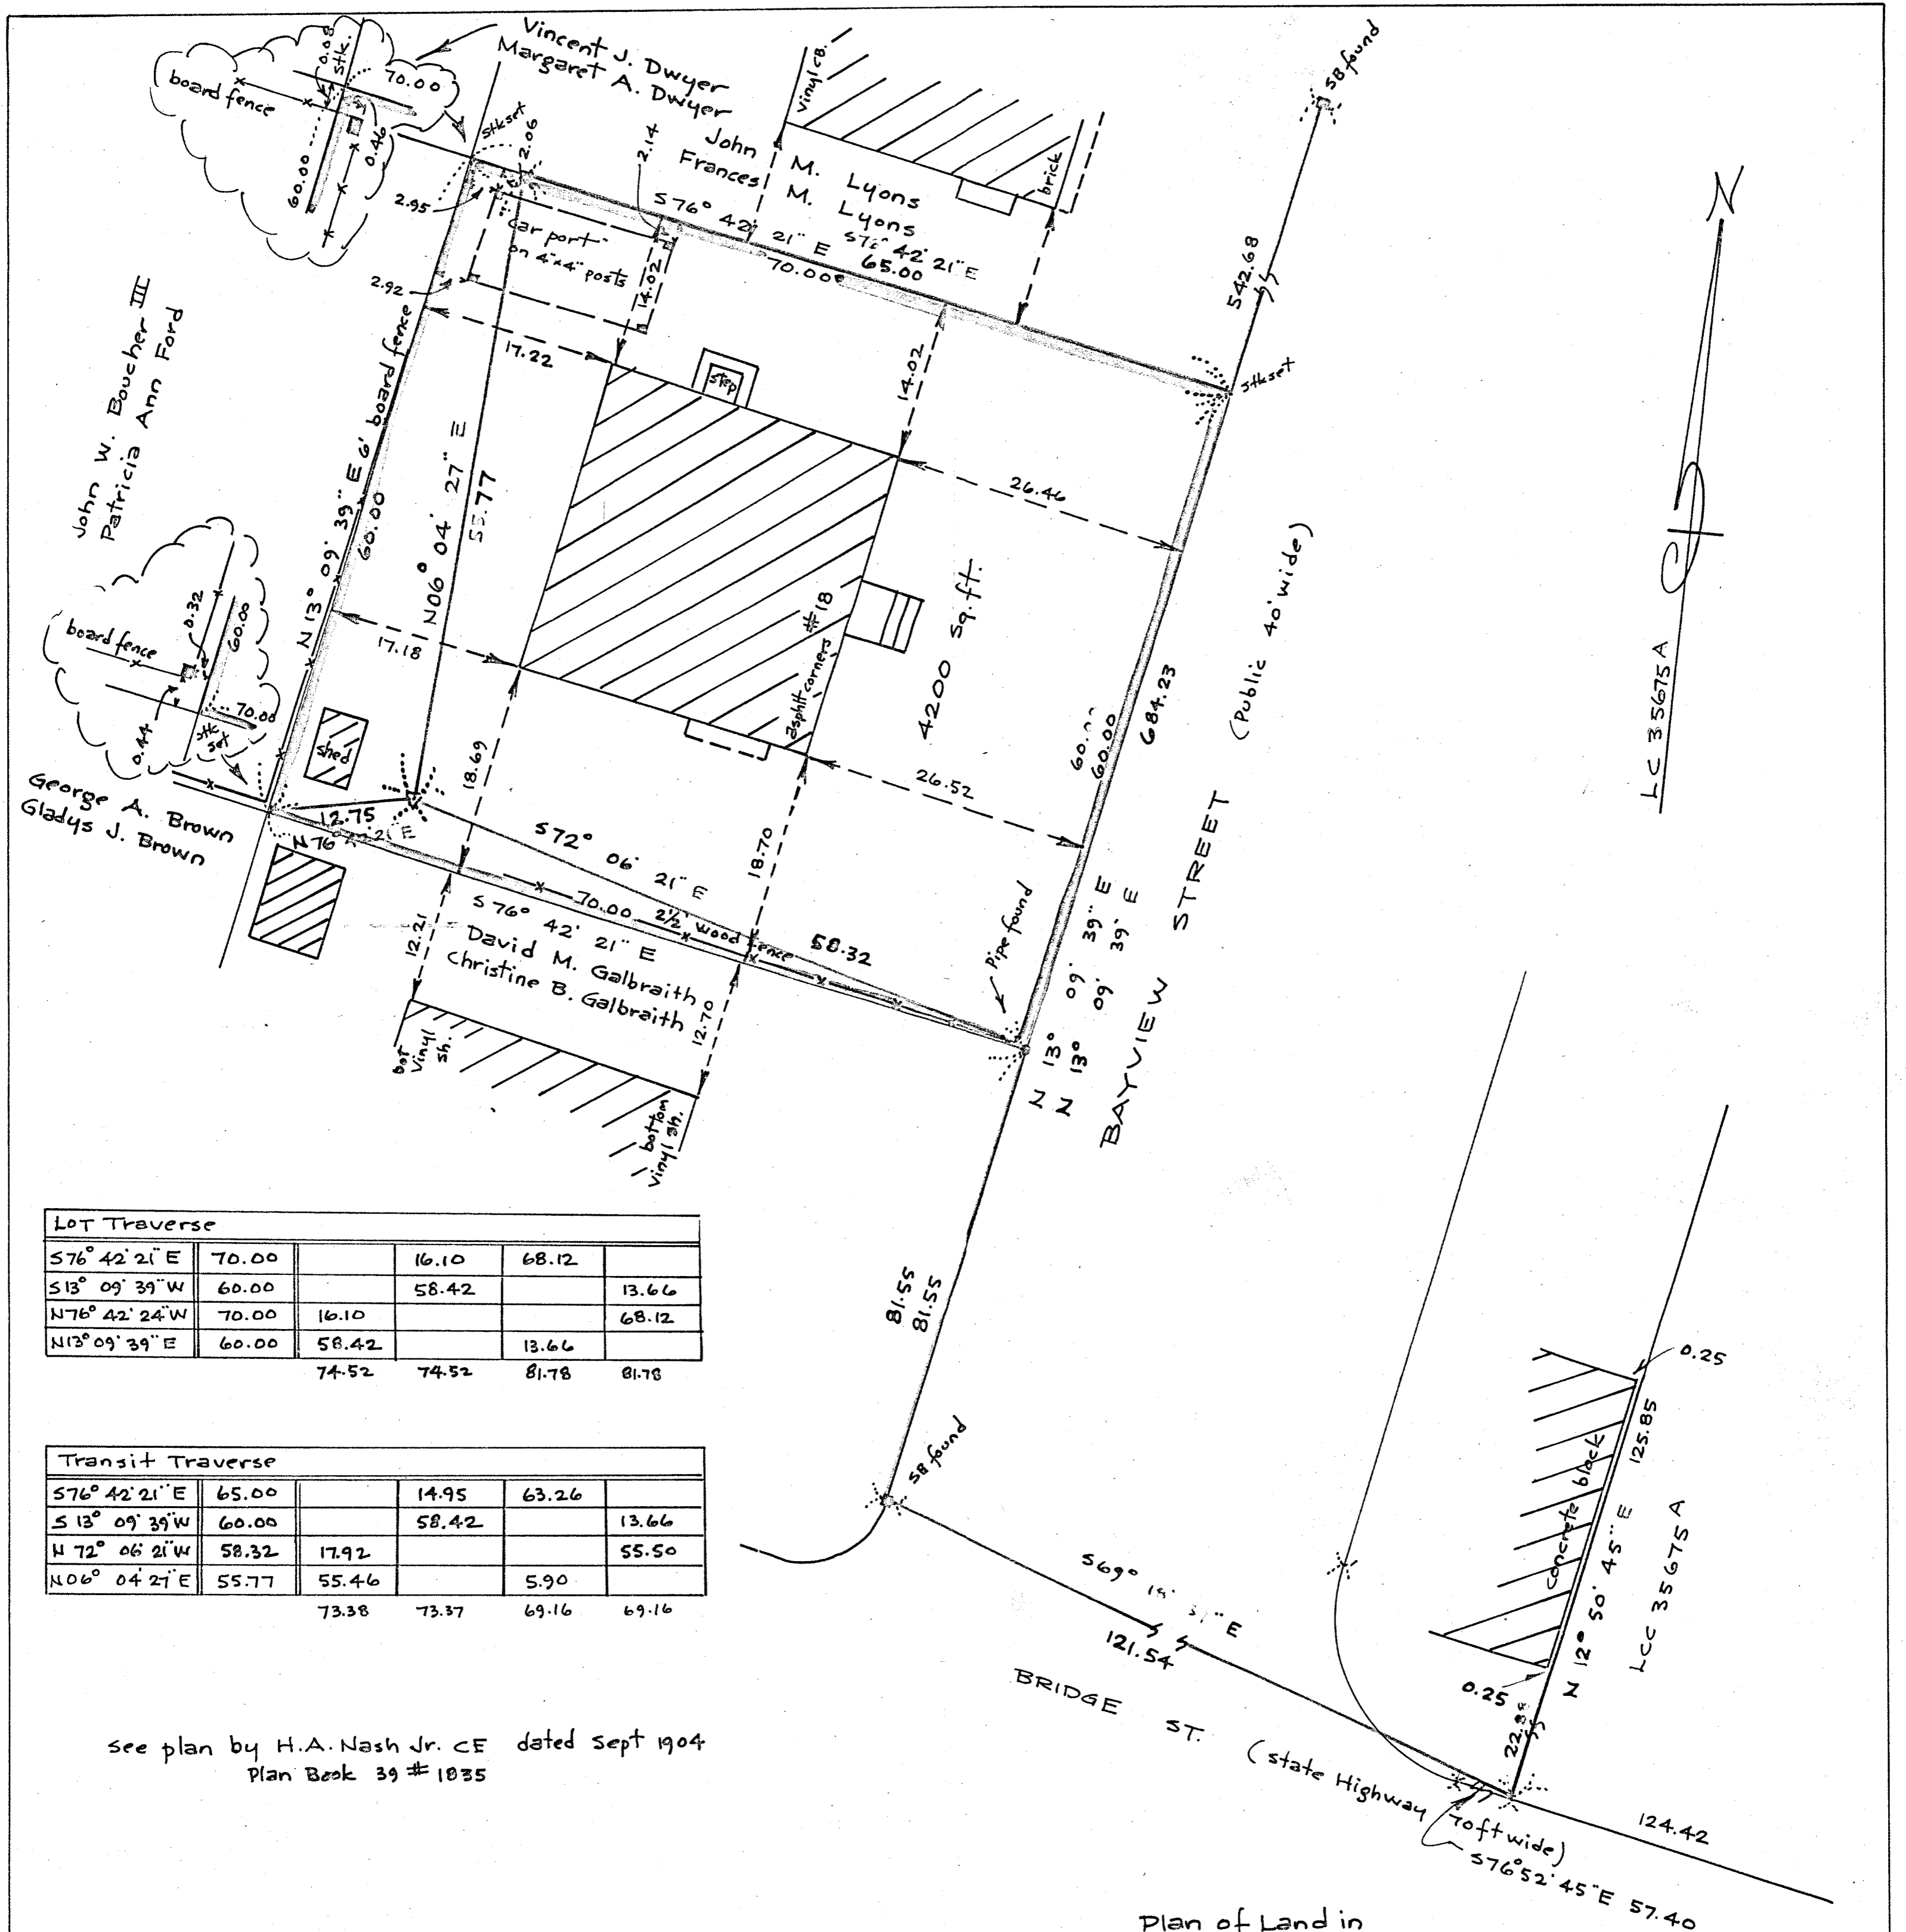 Vincent J. Dwyer
Margaret A. Dwyer
0.08
stk.
70.00
board fence
0.46
60.00
stk set
2.06
2.14
vinyl cB.
John M. Lyons
Frances M. Lyons
brick
SB found
542.68
S76° 42' 21" E
70.00
42' 21" E
65.00
2.95
car port
on 4"x4" posts
14.02
2.92
17.22
step
14.02
stk set
26.46
John W. Boucher III
Patricia Ann Ford
N13° 09' 39" E 6' board fence
60.00
N06° 04' 27" E
55.77
17.18
#18
asphlt corners
4200 sq.ft.
60.00
684.23
(Public 40' wide)
BAYVIEW STREET
LC 35675A
N
board fence
0.32
60.00
70.00
stk
set
0.44
shed
18.69
26.52
18.70
George A. Brown
Gladys J. Brown
12.75
N76°
S72° 06' 21" E
58.32
70.00
2½' wood fence
S76° 42' 21" E
David M. Galbraith
Christine B. Galbraith
12.21
12.70
bot
vinyl
sh.
bottom
vinyl sh.
Pipe found
N 13° 09' 39" E
N 13° 09' 39' E
81.55
81.55
SB found
Lot Traverse
S76° 42' 21" E 70.00 16.10 68.12
S13° 09' 39" W 60.00 58.42 13.66
N76° 42' 24" W 70.00 16.10 68.12
N13° 09' 39" E 60.00 58.42 13.66
74.52 74.52 81.78 81.78
Transit Traverse
S76° 42' 21" E 65.00 14.95 63.26
S 13° 09' 39" W 60.00 58.42 13.66
N 72° 06' 21" W 58.32 17.92 55.50
N06° 04' 27" E 55.77 55.46 5.90
73.38 73.37 69.16 69.16
see plan by H.A. Nash Jr. CE dated Sept 1904
Plan Book 39 # 1835
S69° E
121.54
BRIDGE ST. (State Highway 70ft wide)
S76° 52' 45" E 57.40
124.42
0.25
125.85
concrete block
N 12° 50' 45" E
LCC 35675A
0.25
Plan of Land in